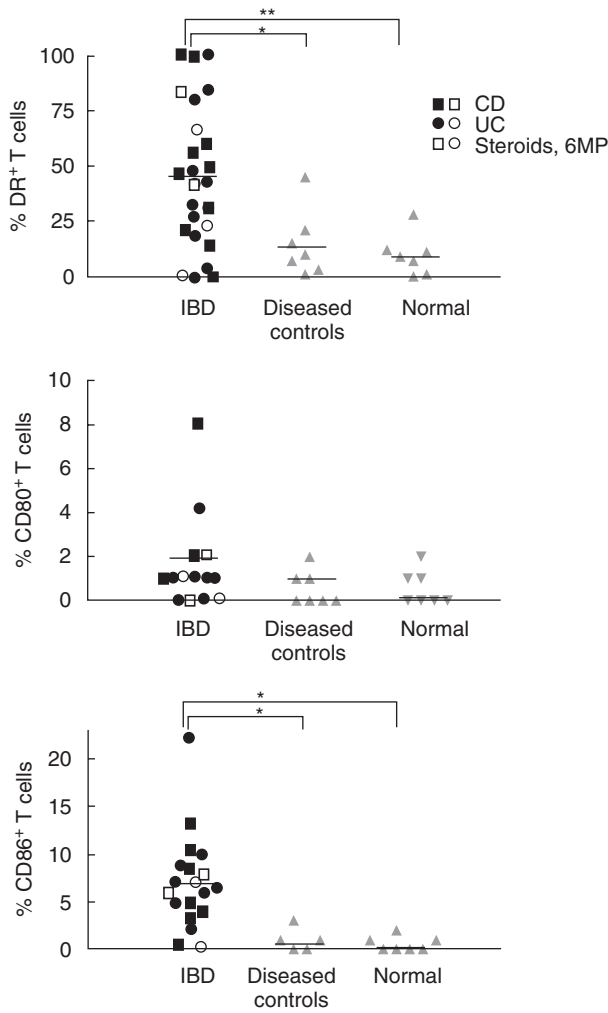 **
*
100
75
50
25
0
% DR+ T cells
CD
UC
Steroids, 6MP
IBD
Diseased
controls
Normal
10
8
6
4
2
0
% CD80+ T cells
IBD
Diseased
controls
Normal
*
*
20
15
10
5
0
% CD86+ T cells
IBD
Diseased
controls
Normal